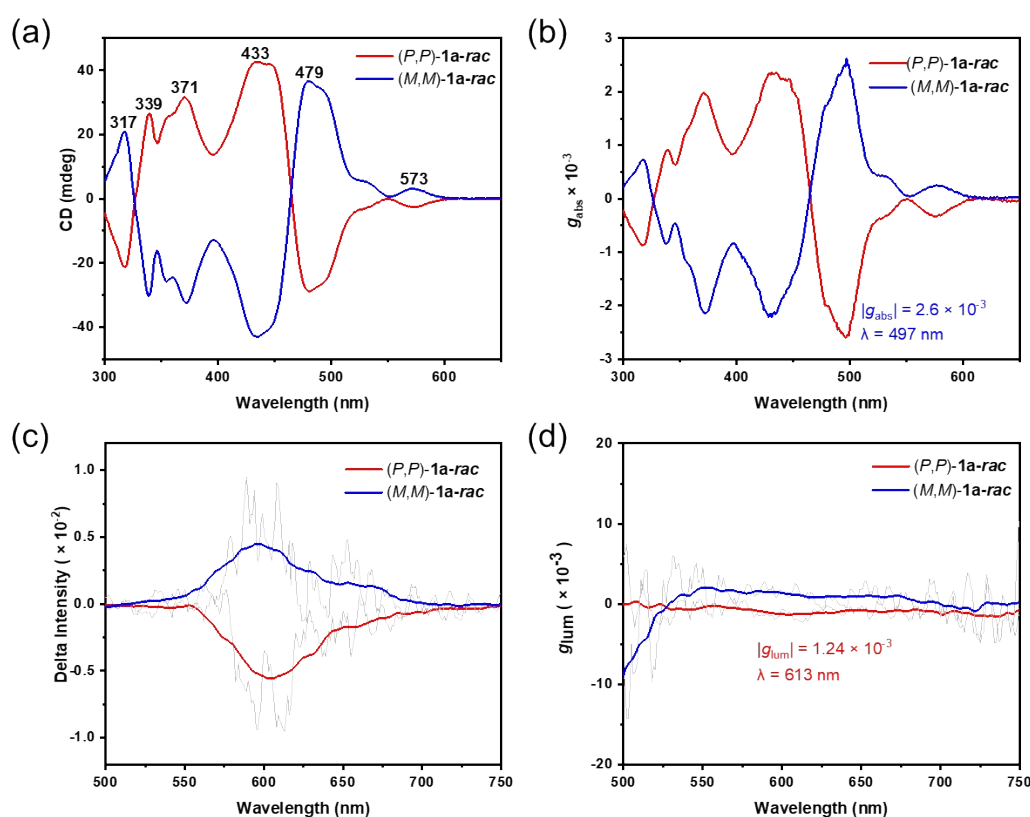 (a)
(P,P)-1a-rac
(M,M)-1a-rac
317
339
371
433
479
573
40
20
0
-20
-40
CD (mdeg)
300
400
500
600
Wavelength (nm)
(b)
(P,P)-1a-rac
(M,M)-1a-rac
3
2
1
0
-1
-2
-3
gabs × 10-3
|gabs| = 2.6 × 10-3
λ = 497 nm
300
400
500
600
Wavelength (nm)
(c)
(P,P)-1a-rac
(M,M)-1a-rac
1.0
0.5
0.0
-0.5
-1.0
Delta Intensity ( × 10-2)
500
550
600
650
700
750
Wavelength (nm)
(d)
(P,P)-1a-rac
(M,M)-1a-rac
20
10
0
-10
-20
glum ( × 10-3)
|glum| = 1.24 × 10-3
λ = 613 nm
500
550
600
650
700
750
Wavelength (nm)